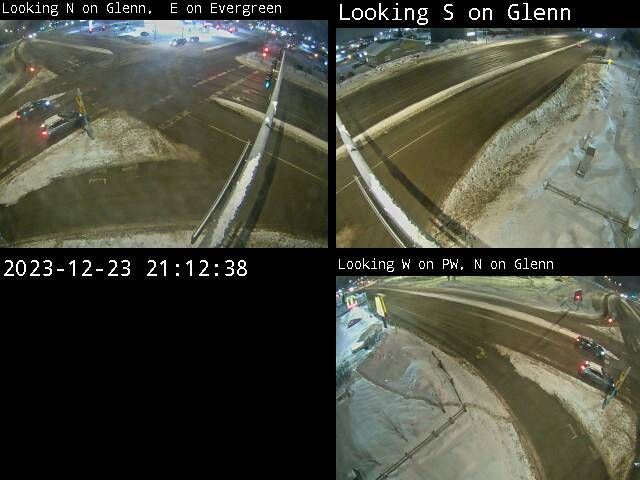 Looking N on Glenn,  E on Evergreen
Looking S on Glenn
2023-12-23 21:12:38
Looking W on PW, N on Glenn